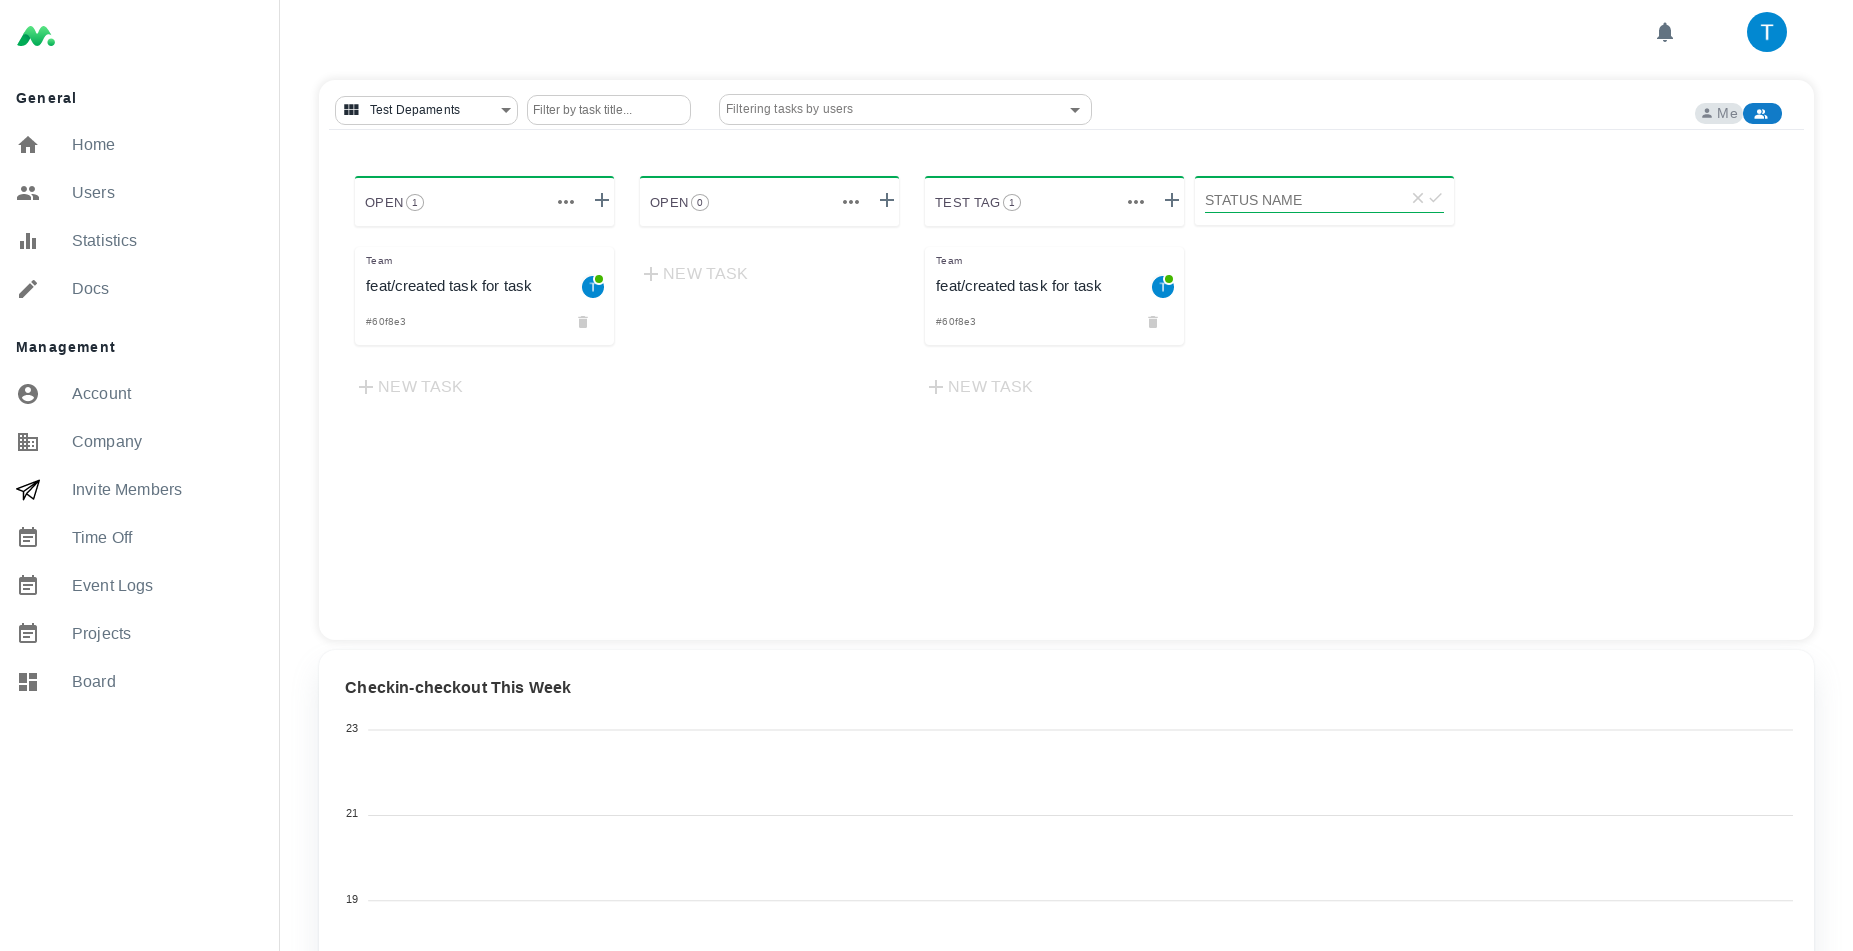 General
Home
Users
Statistics
Docs
Management
Account
Company
Invite Members
Time Off
Event Logs
Projects
Board
T
Test Depaments
Filter by task title...
Filtering tasks by users
Me
OPEN 1
OPEN 0
TEST TAG 1
STATUS NAME
Team
feat/created task for task
T
#60f8e3
NEW TASK
NEW TASK
Team
feat/created task for task
T
#60f8e3
NEW TASK
Checkin-checkout This Week
23
21
19